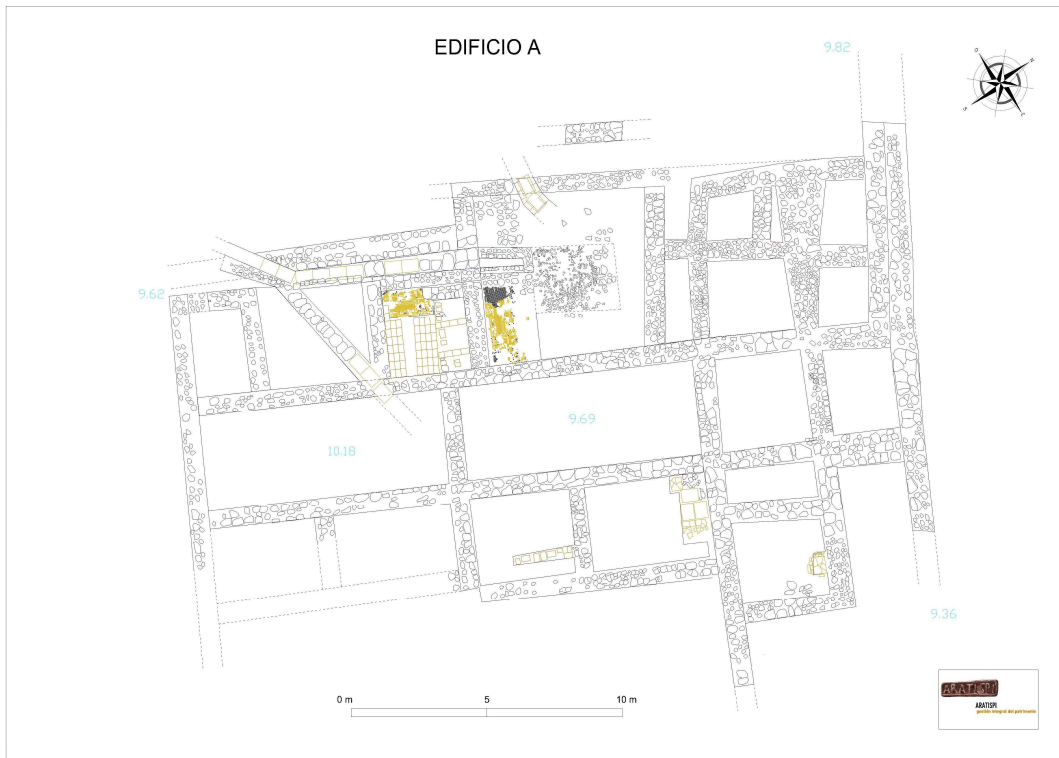 EDIFICIO A
9.82
O
N
S
E
9.62
10.18
9.69
9.36
0 m 5 10 m
ARATISPI
ARATISPI
gestión integral del patrimonio